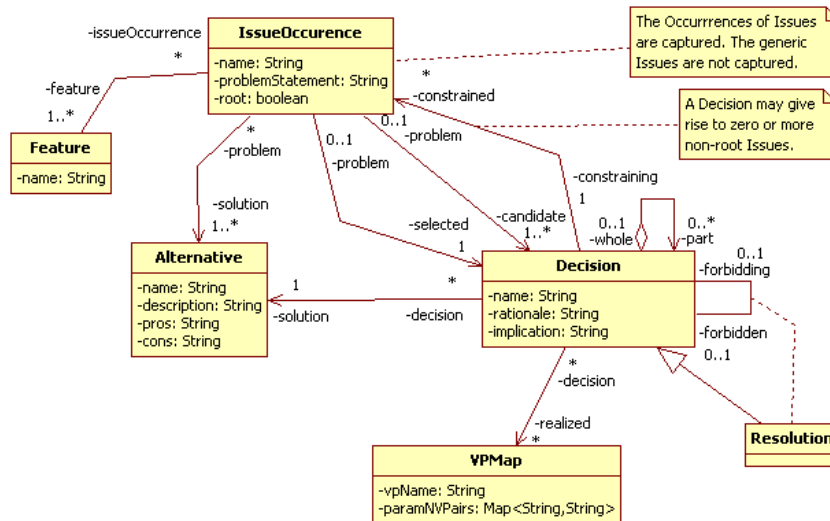 -issueOccurrence
*
IssueOccurence
-name: String
-problemStatement: String
-root: boolean
The Occurrrences of Issues
are captured. The generic
Issues are not captured.
*
-constrained
-feature
1..*
Feature
-name: String
A Decision may give
rise to zero or more
non-root Issues.
*
-problem
0..1
-problem
0..1
-problem
-constraining
1
-solution
1..*
-selected
1
-candidate
1..*
0..1
-whole
0..*
-part
Alternative
-name: String
-description: String
-pros: String
-cons: String
1
-solution
*
-decision
Decision
-name: String
-rationale: String
-implication: String
0..1
-forbidding
-forbidden
0..1
*
-decision
-realized
*
Resolution
VPMap
-vpName: String
-paramNVPairs: Map<String,String>